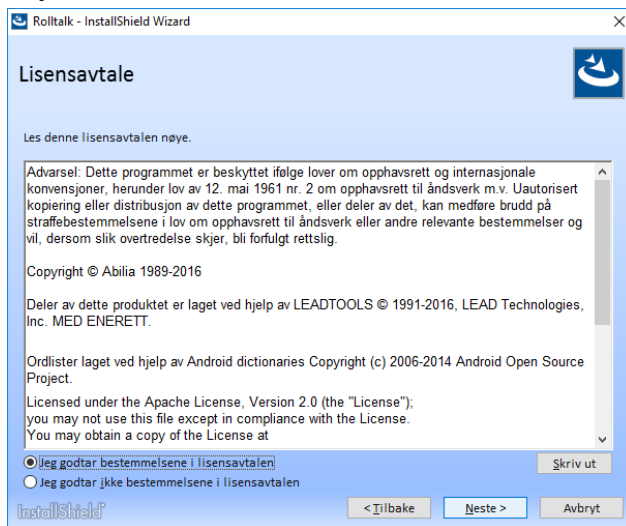 Rolltalk - InstallShield Wizard
Lisensavtale
Les denne lisensavtalen nøye.
Advarsel: Dette programmet er beskyttet ifølge lover om opphavsrett og internasjonale
konvensjoner, herunder lov av 12. mai 1961 nr. 2 om opphavsrett til åndsverk m.v. Uautorisert
kopiering eller distribusjon av dette programmet, eller deler av det, kan medføre brudd på
straffebestemmelsene i lov om opphavsrett til åndsverk eller andre relevante bestemmelser og
vil, dersom slik overtredelse skjer, bli forfulgt rettslig.
Copyright © Abilia 1989-2016
Deler av dette produktet er laget ved hjelp av LEADTOOLS © 1991-2016, LEAD Technologies,
Inc. MED ENERETT.
Ordlister laget ved hjelp av Android dictionaries Copyright (c) 2006-2014 Android Open Source
Project.
Licensed under the Apache License, Version 2.0 (the "License");
you may not use this file except in compliance with the License.
You may obtain a copy of the License at
Jeg godtar bestemmelsene i lisensavtalen
Skriv ut
Jeg godtar ikke bestemmelsene i lisensavtalen
InstallShield
< Tilbake
Neste >
Avbryt